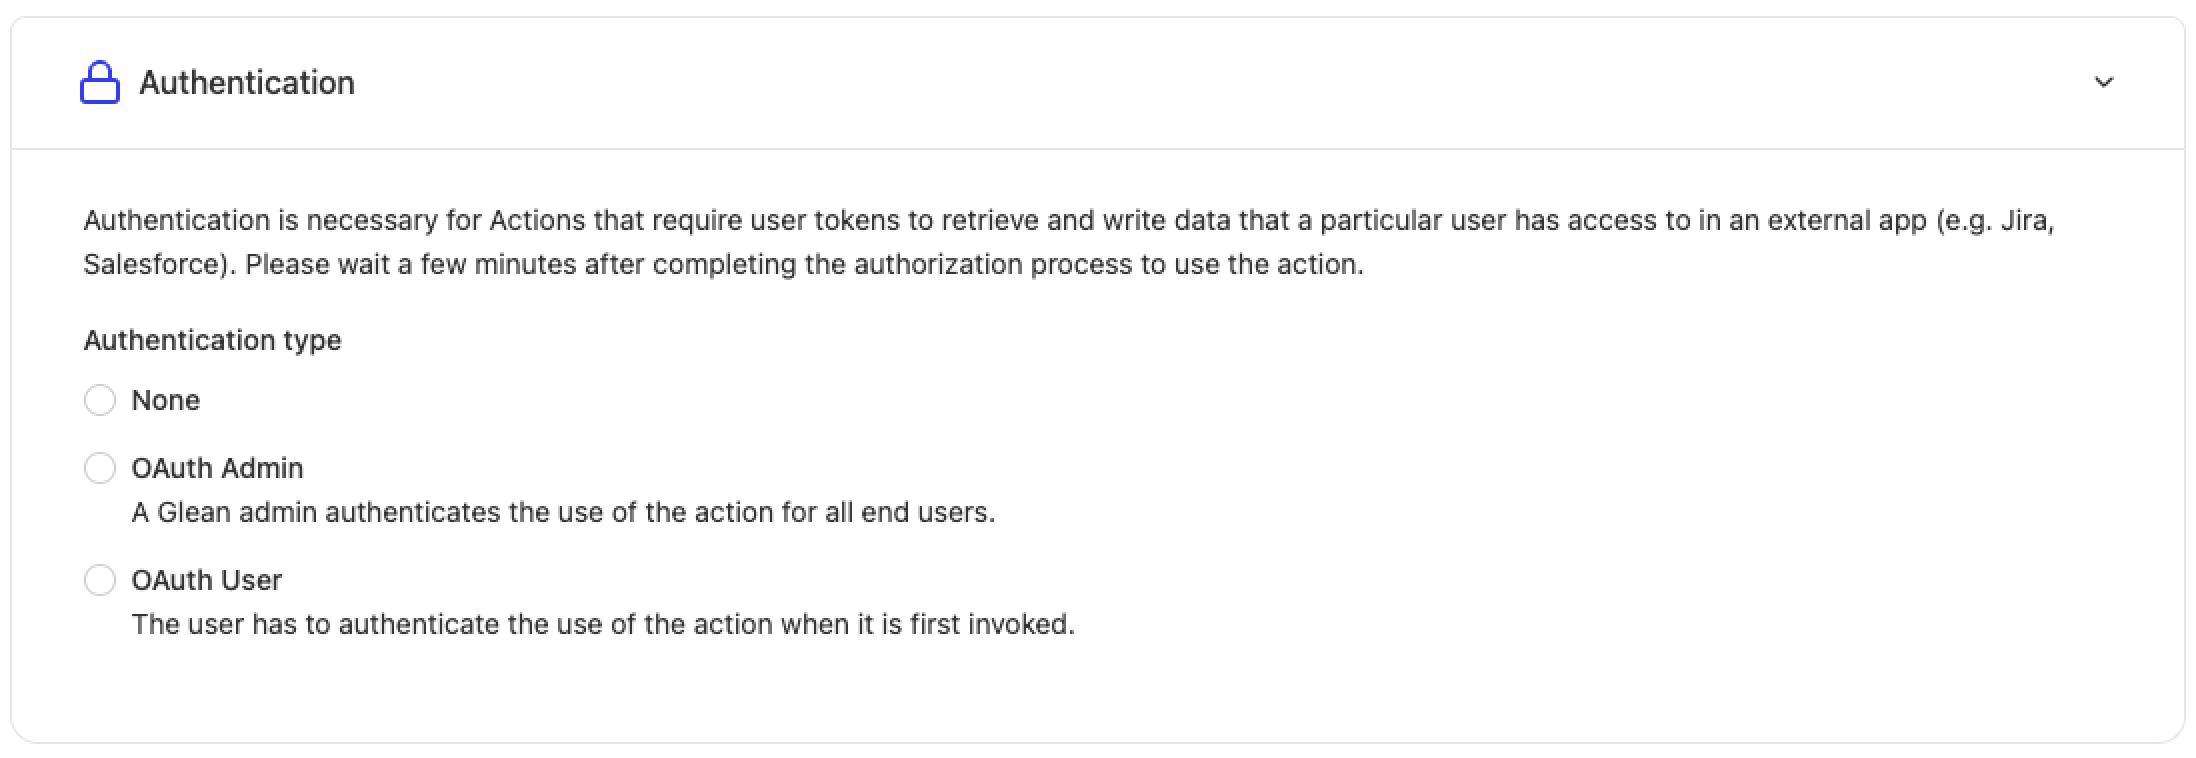 Authentication
Authentication is necessary for Actions that require user tokens to retrieve and write data that a particular user has access to in an external app (e.g. Jira,
Salesforce). Please wait a few minutes after completing the authorization process to use the action.
Authentication type
None
OAuth Admin
A Glean admin authenticates the use of the action for all end users.
OAuth User
The user has to authenticate the use of the action when it is first invoked.